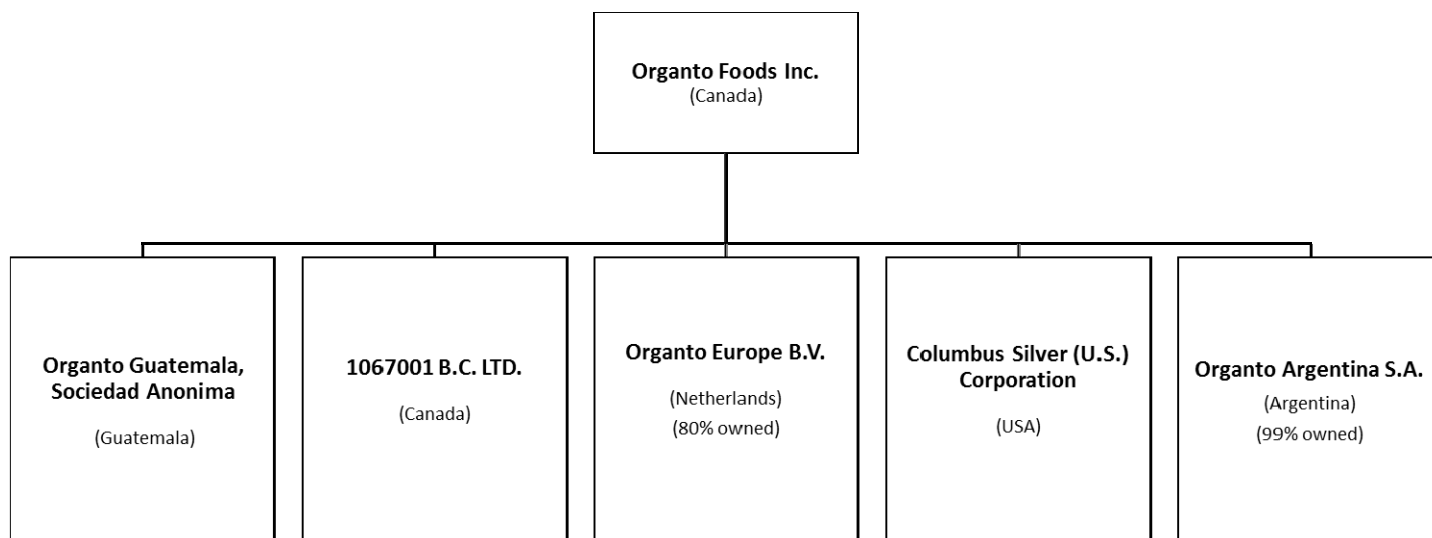 Organto Foods Inc.
(Canada)
Organto Guatemala,
Sociedad Anonima
(Guatemala)
1067001 B.C. LTD.
(Canada)
Organto Europe B.V.
(Netherlands)
(80% owned)
Columbus Silver (U.S.)
Corporation
(USA)
Organto Argentina S.A.
(Argentina)
(99% owned)